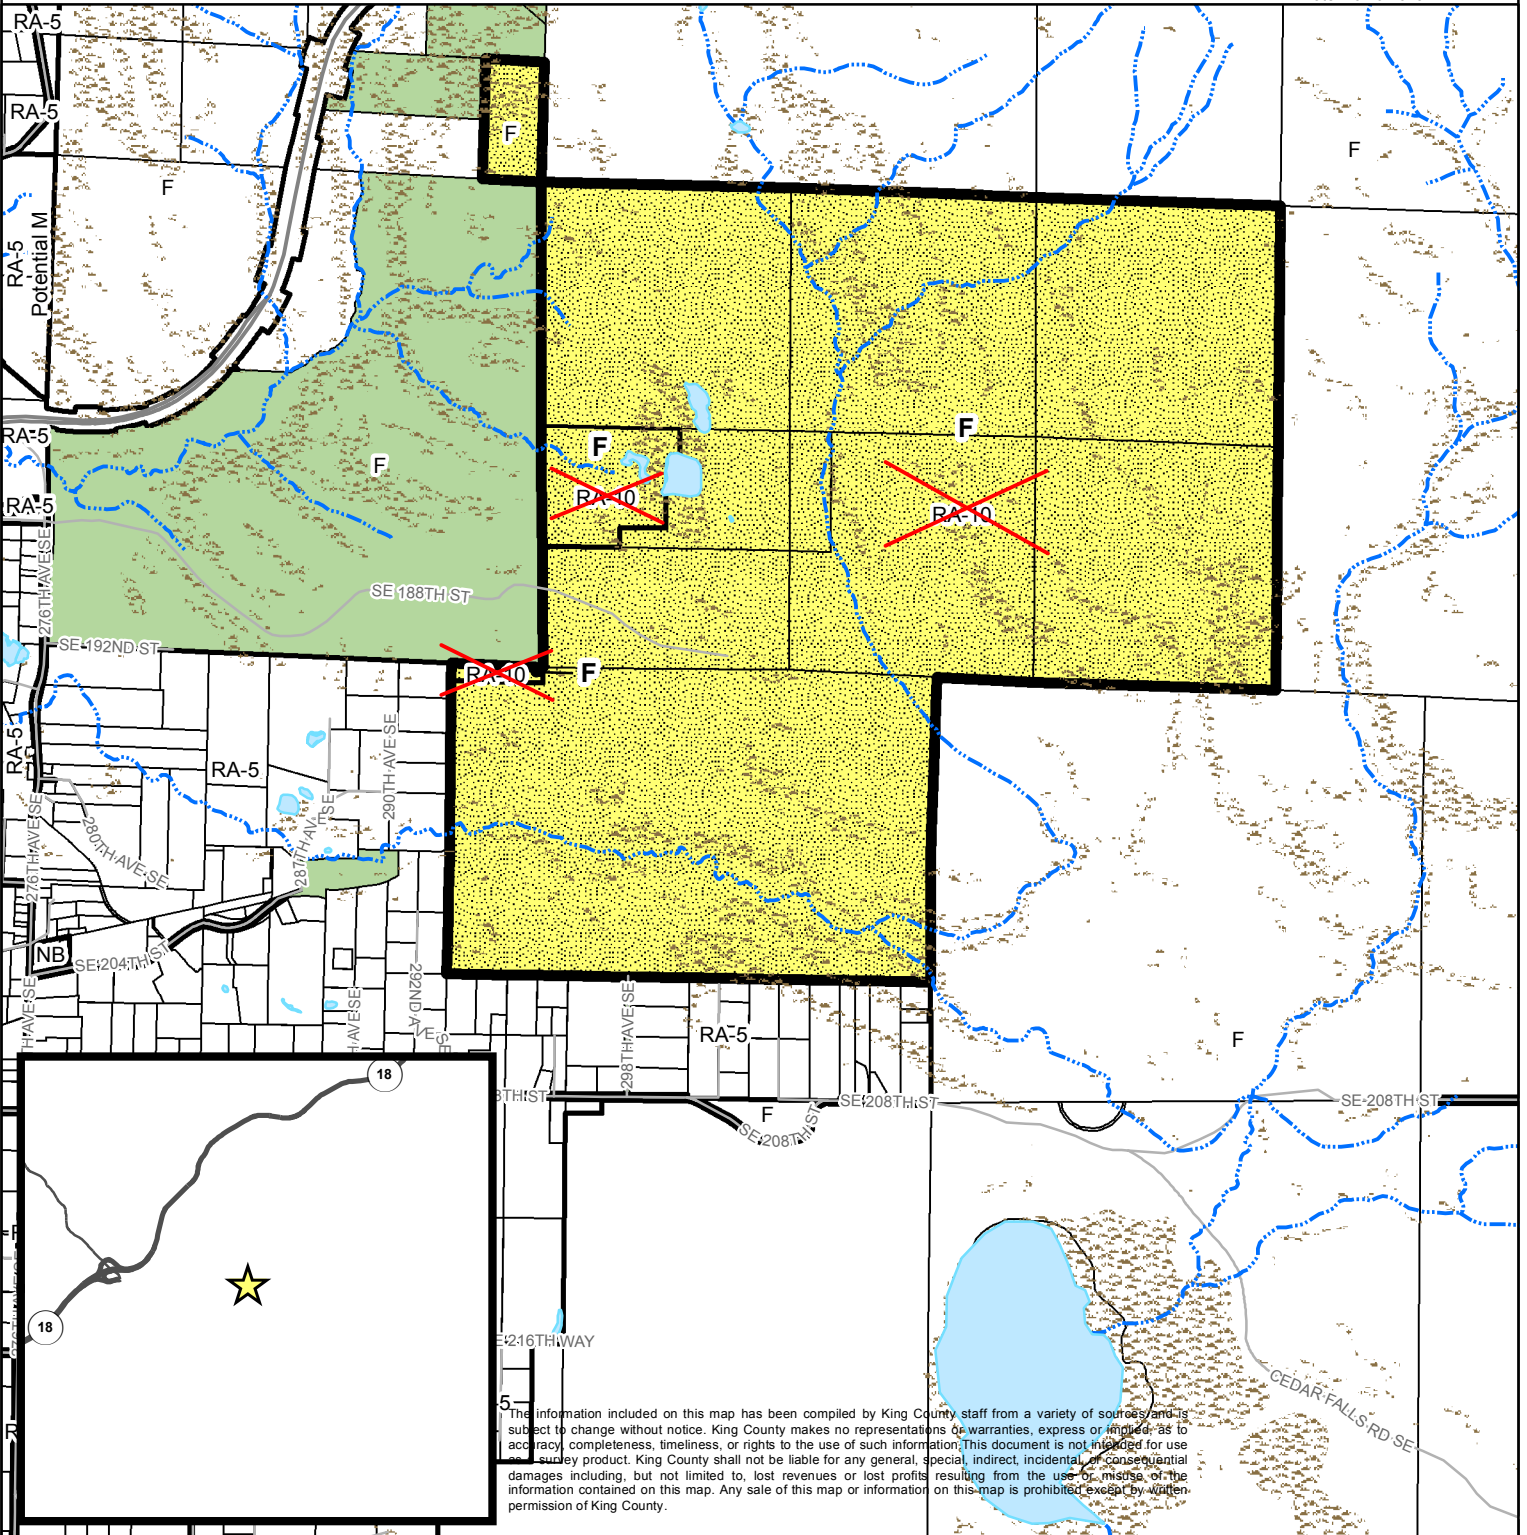 RA-5
RA-5
F
F
F
RA-5
Potential M
F
F
RA-5
F
RA-10
RA-10
F
RA-5
276TH AVE SE
SE 188TH ST
SE 192ND ST
RA-10
F
RA-5
RA-5
290TH AVE SE
276TH AVE SE
280TH AVE SE
287TH AV
E SE
NB
SE 204TH ST
292ND A
VE SE
H AVE SE
H AVE SE
298TH AVE SE
RA-5
F
8TH ST
SE 208TH ST
SE 208TH ST
F
SE 208TH ST
18
18
E 216TH WAY
-5
CEDAR FALLS RD SE
The information included on this map has been compiled by King County staff from a variety of sources and is
subject to change without notice. King County makes no representations or warranties, express or implied, as to
accuracy, completeness, timeliness, or rights to the use of such information. This document is not intended for use
as a survey product. King County shall not be liable for any general, special, indirect, incidental, or consequential
damages including, but not limited to, lost revenues or lost profits resulting from the use or misuse of the
information contained on this map. Any sale of this map or information on this map is prohibited except by written
permission of King County.